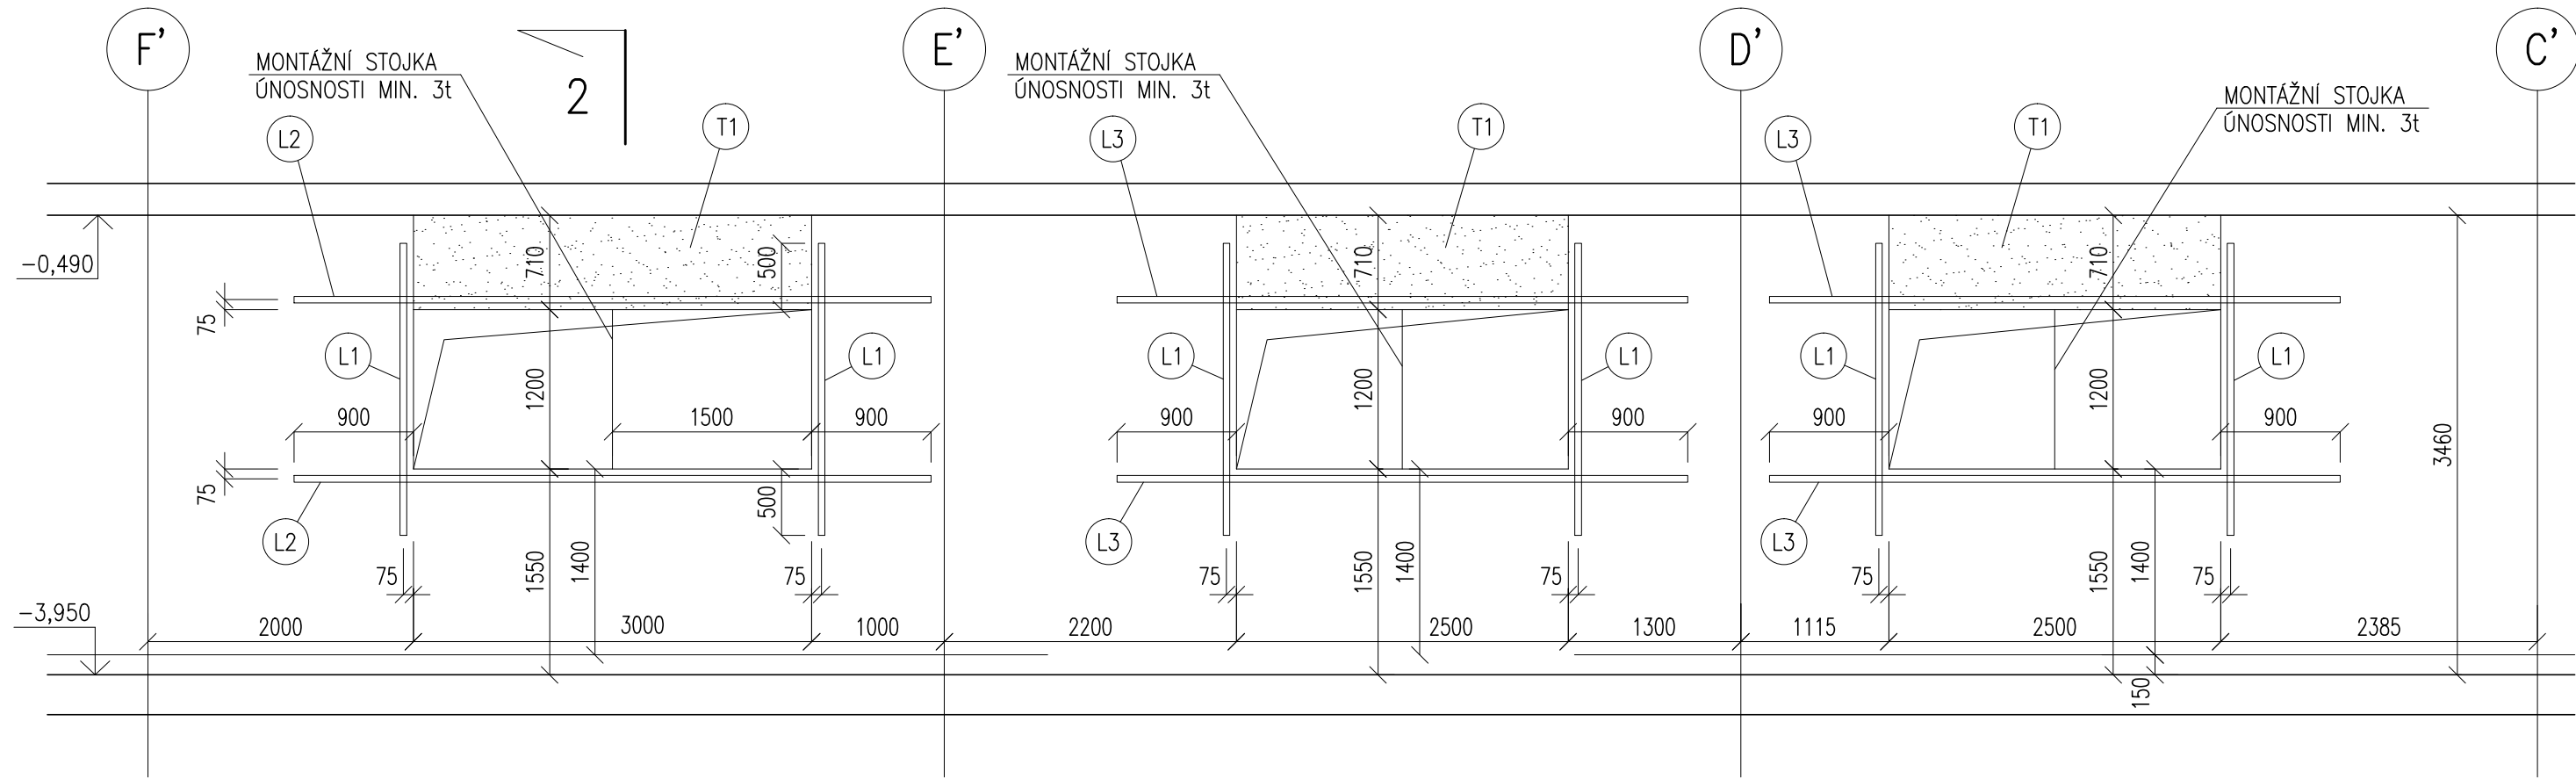 F’
E’
D’
C’
MONTÁŽNÍ STOJKA
ÚNOSNOSTI MIN. 3t
2
MONTÁŽNÍ STOJKA
ÚNOSNOSTI MIN. 3t
MONTÁŽNÍ STOJKA
ÚNOSNOSTI MIN. 3t
L2
T1
L3
T1
L3
T1
-0,490
710
500
710
710
75
L1
L1
L1
L1
L1
L1
1200
1200
1200
900
1500
900
900
900
900
900
3460
75
500
L2
L3
L3
1550
1400
1550
1400
1550
1400
75
75
75
75
75
75
-3,950
2000
3000
1000
2200
2500
1300
1115
2500
2385
150